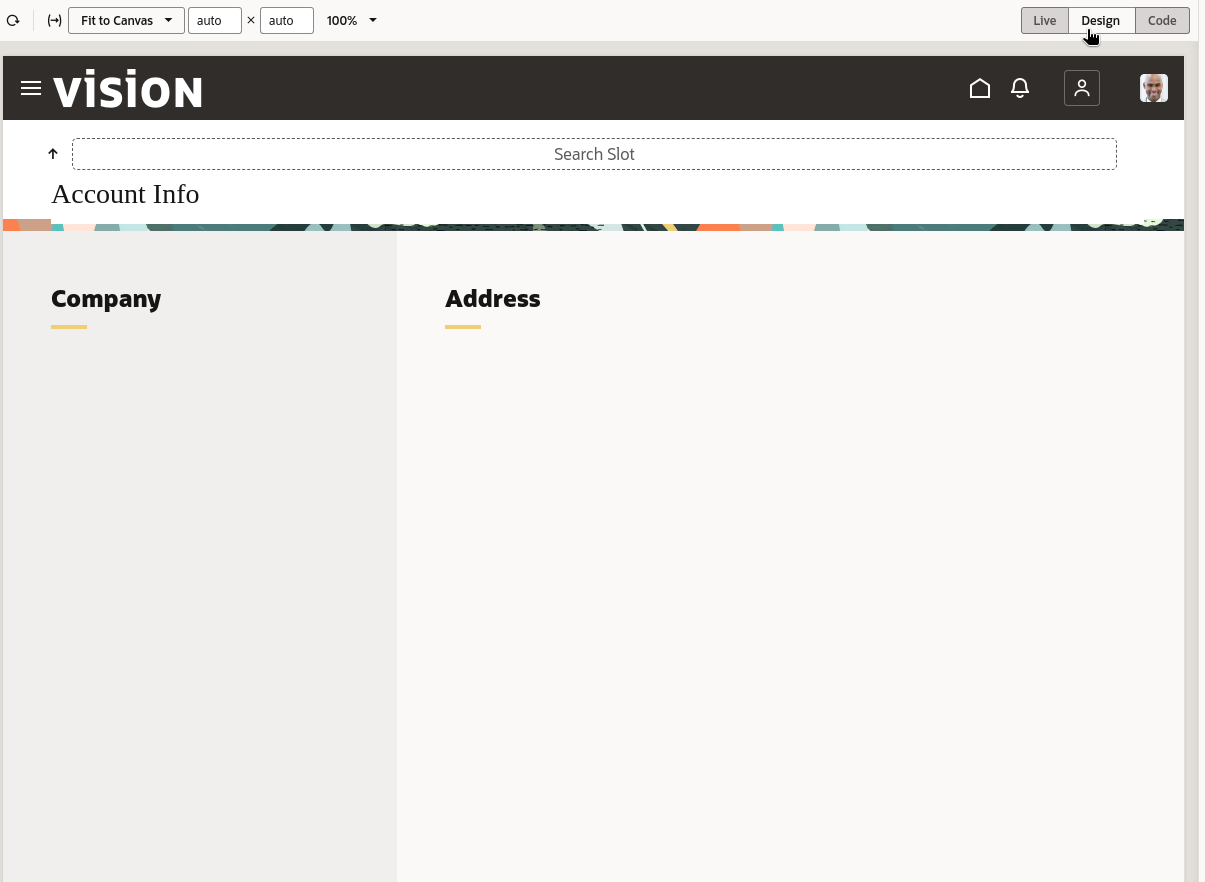 Fit to Canvas auto × auto 100% Live Design Code
vision
Search Slot
Account Info
Company Address